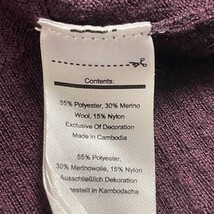 Contents:
55% Polyester, 30% Merino
Wool, 15% Nylon
Exclusive Of Decoration
Made in Cambodia
55% Polyester,
30% Merinowolle, 15% Nylon
Ausschließlich Dekoration
estellt in Kambodscha